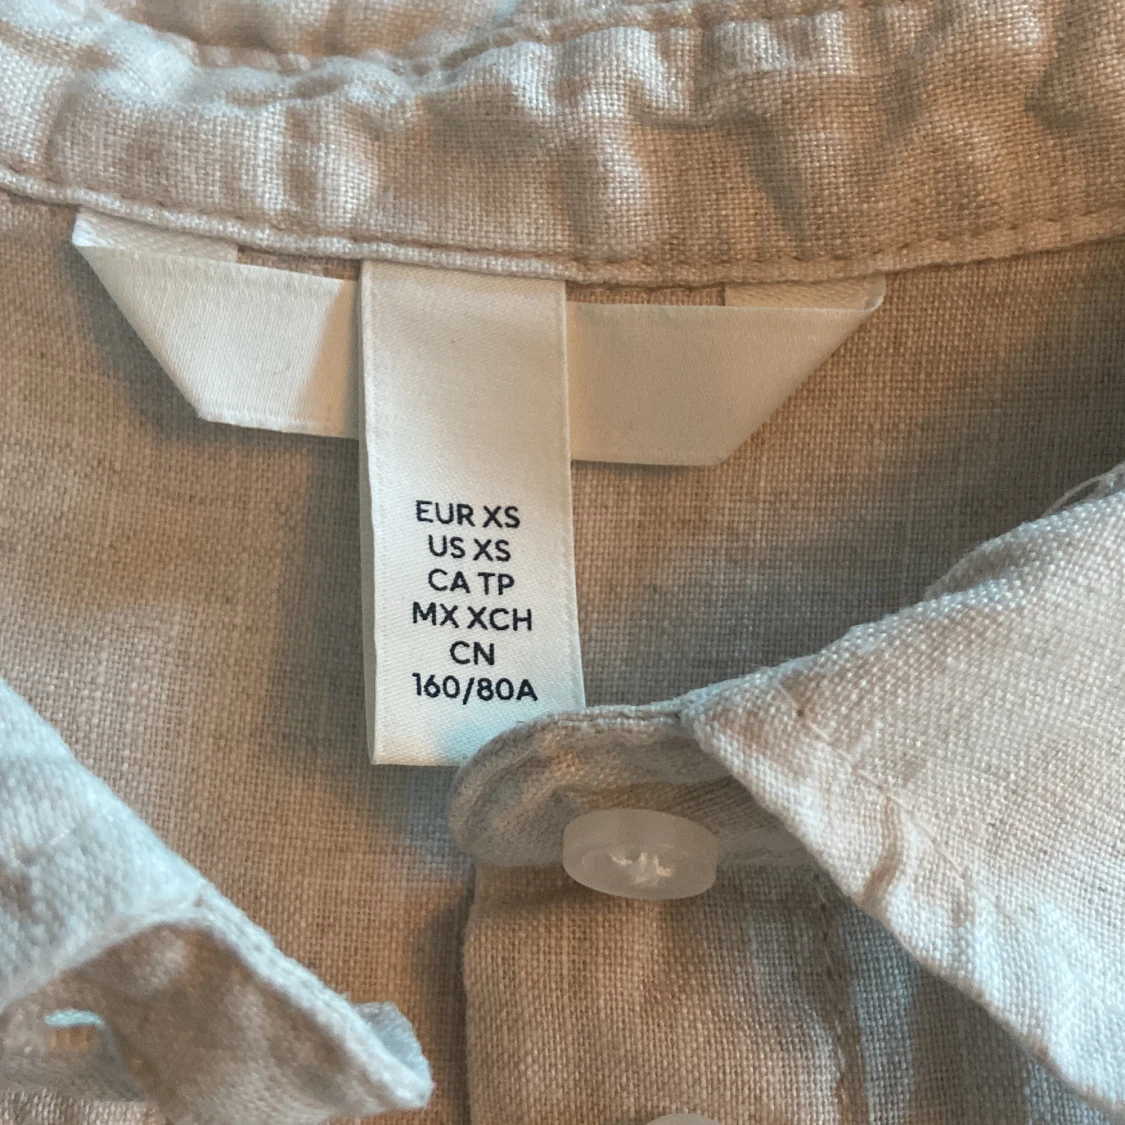 EUR XS
US XS
CA TP
MX XCH
CN
160/80A